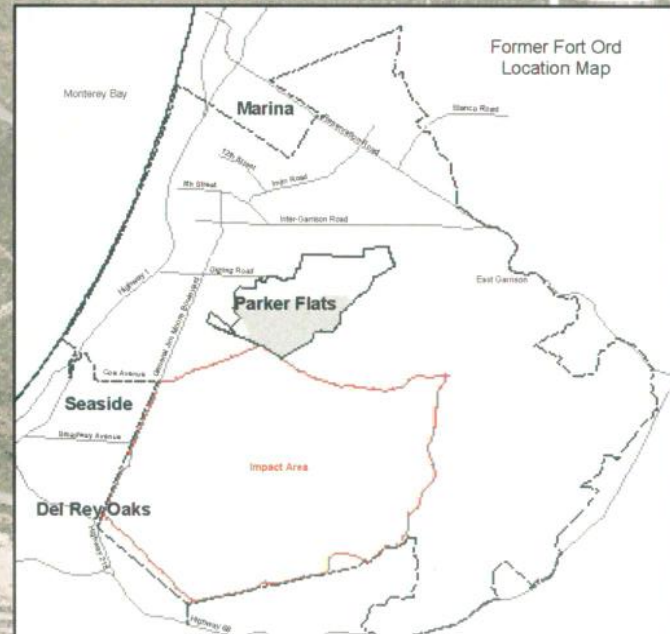 Former Fort Ord
Location Map
Monterey Bay
Marina
Blanco Road
Reservation Road
12th Street
Imjin Road
8th Street
Inter-Garrison Road
Highway 1
Gigling Road
East Garrison
Parker Flats
General Jim Moore Boulevard
Coe Avenue
Seaside
Broadway Avenue
Impact Area
Del Rey Oaks
Highway 218
Highway 68